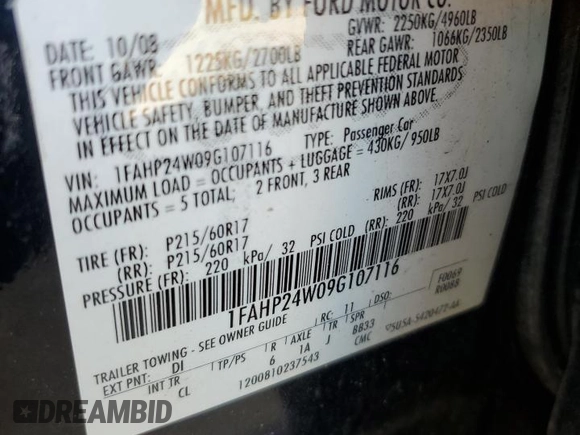 MFD. BY FORD MOTOR CO.
DATE: 10/08
GVWR: 2250KG/4960LB
FRONT GAWR: 1225KG/2700LB
REAR GAWR: 1066KG/2350LB
THIS VEHICLE CONFORMS TO ALL APPLICABLE FEDERAL MOTOR
VEHICLE SAFETY, BUMPER, AND THEFT PREVENTION STANDARDS
IN EFFECT ON THE DATE OF MANUFACTURE SHOWN ABOVE.
VIN: 1FAHP24W09G107116
TYPE: Passenger Car
MAXIMUM LOAD = OCCUPANTS + LUGGAGE = 430KG/ 950LB
OCCUPANTS = 5 TOTAL; 2 FRONT, 3 REAR
TIRE (FR): P215/60R17
RIMS (FR): 17X7.0J
(RR): P215/60R17
(RR): 17X7.0J
PRESSURE (FR): 220 kPa/ 32 PSI COLD (RR): 220 kPa/ 32 PSI COLD
1FAHP24W09G107116
F0069
R0088
TRAILER TOWING - SEE OWNER GUIDE
RC: 11 DSO:
EXT PNT: DI TP/PS R AXLE TR SPR
6 1A J BB33
INT TR CL CMC
1200810237543
DREAMBID